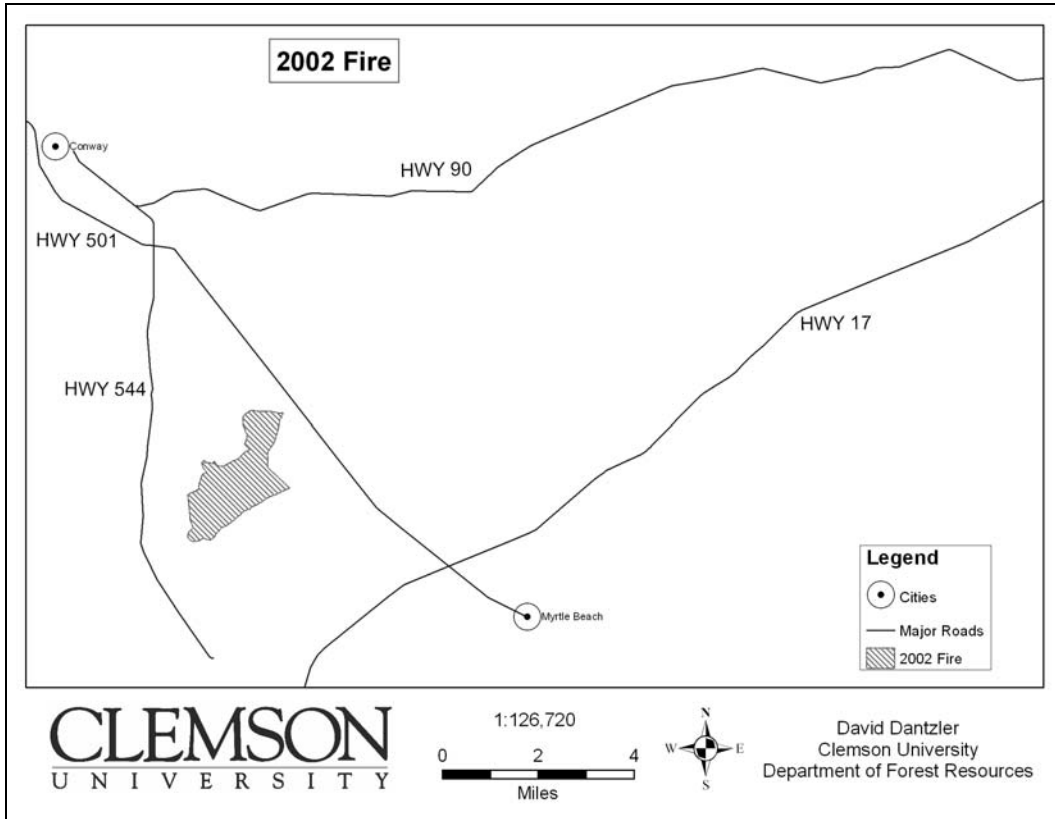 2002 Fire
Conway
HWY 90
HWY 501
HWY 17
HWY 544
Myrtle Beach
Legend
Cities
Major Roads
2002 Fire
CLEMSON
UNIVERSITY
1:126,720
0 2 4
Miles
N
W E
S
David Dantzler
Clemson University
Department of Forest Resources